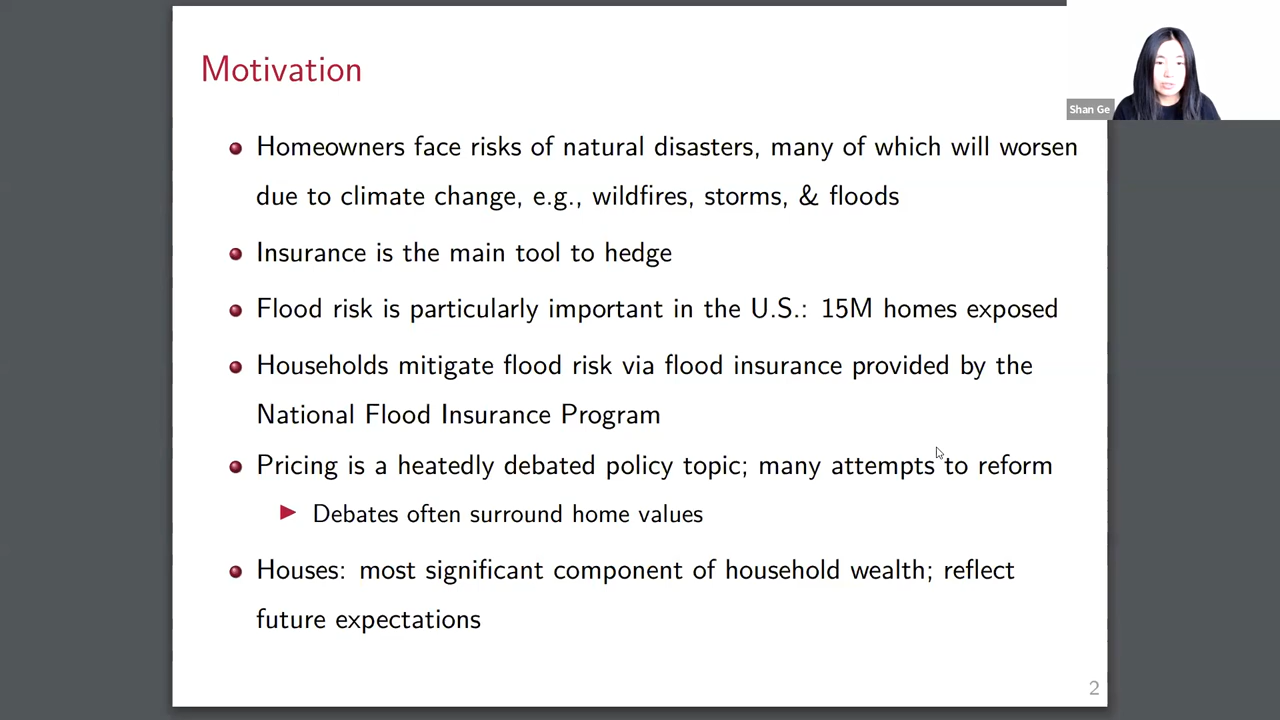 Motivation
Shan Ge
Homeowners face risks of natural disasters, many of which will worsen
due to climate change, e.g., wildfires, storms, & floods
Insurance is the main tool to hedge
Flood risk is particularly important in the U.S.: 15M homes exposed
Households mitigate flood risk via flood insurance provided by the
National Flood Insurance Program
Pricing is a heatedly debated policy topic; many attempts to reform
Debates often surround home values
Houses: most significant component of household wealth; reflect
future expectations
2